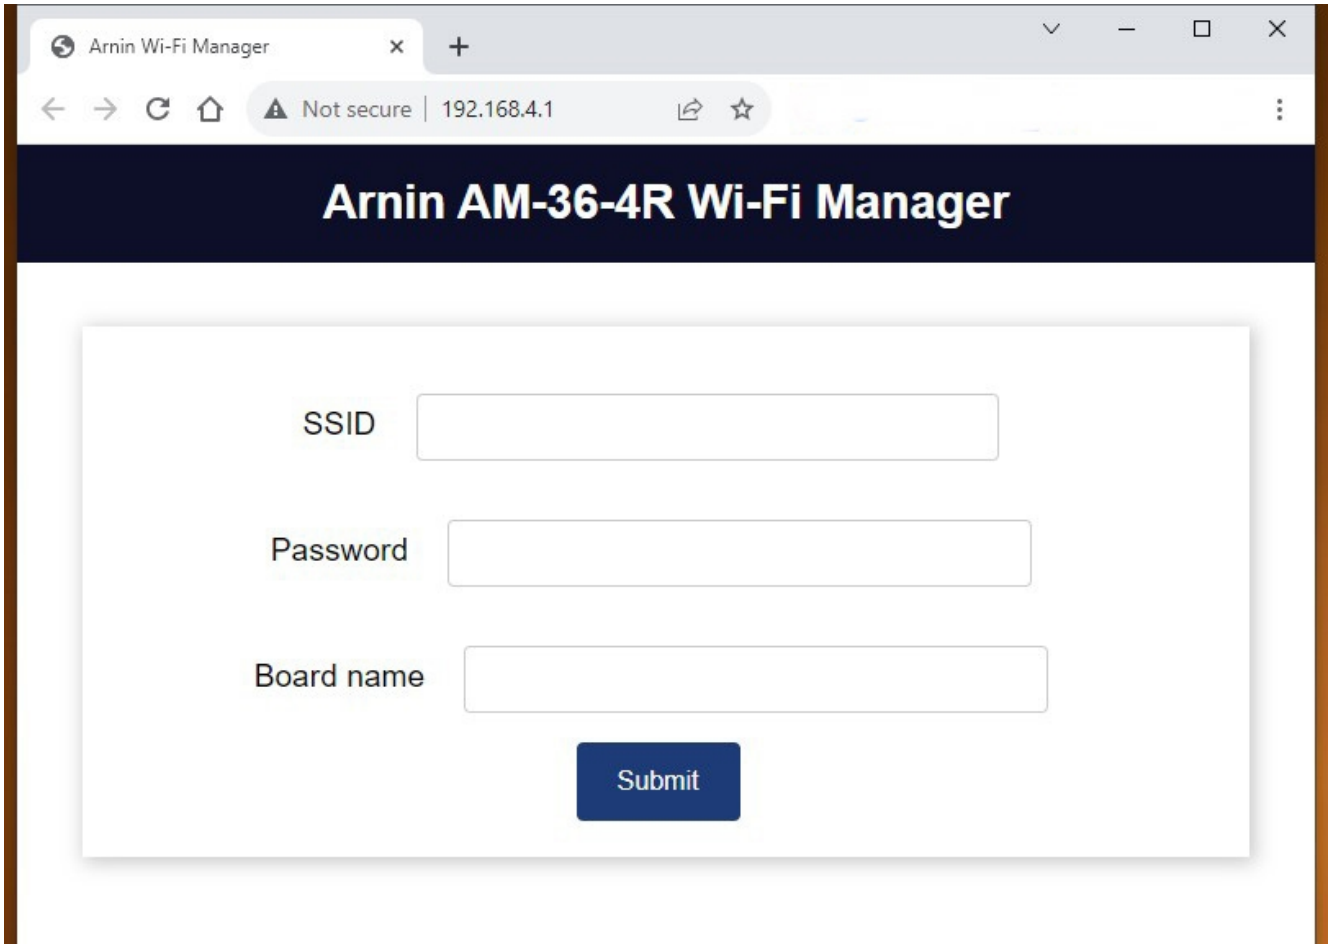 Arnin Wi-Fi Manager
Not secure 192.168.4.1
Arnin AM-36-4R Wi-Fi Manager
SSID
Password
Board name
Submit